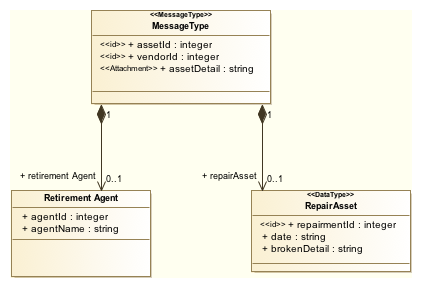 <<MessageType>>
MessageType
<<id>> + assetId : integer
<<id>> + vendorId : integer
<<Attachment>> + assetDetail : string
1
1
+ retirement Agent
0..1
+ repairAsset
0..1
Retirement Agent
+ agentId : integer
+ agentName : string
<<DataType>>
RepairAsset
<<id>> + repairmentId : integer
+ date : string
+ brokenDetail : string